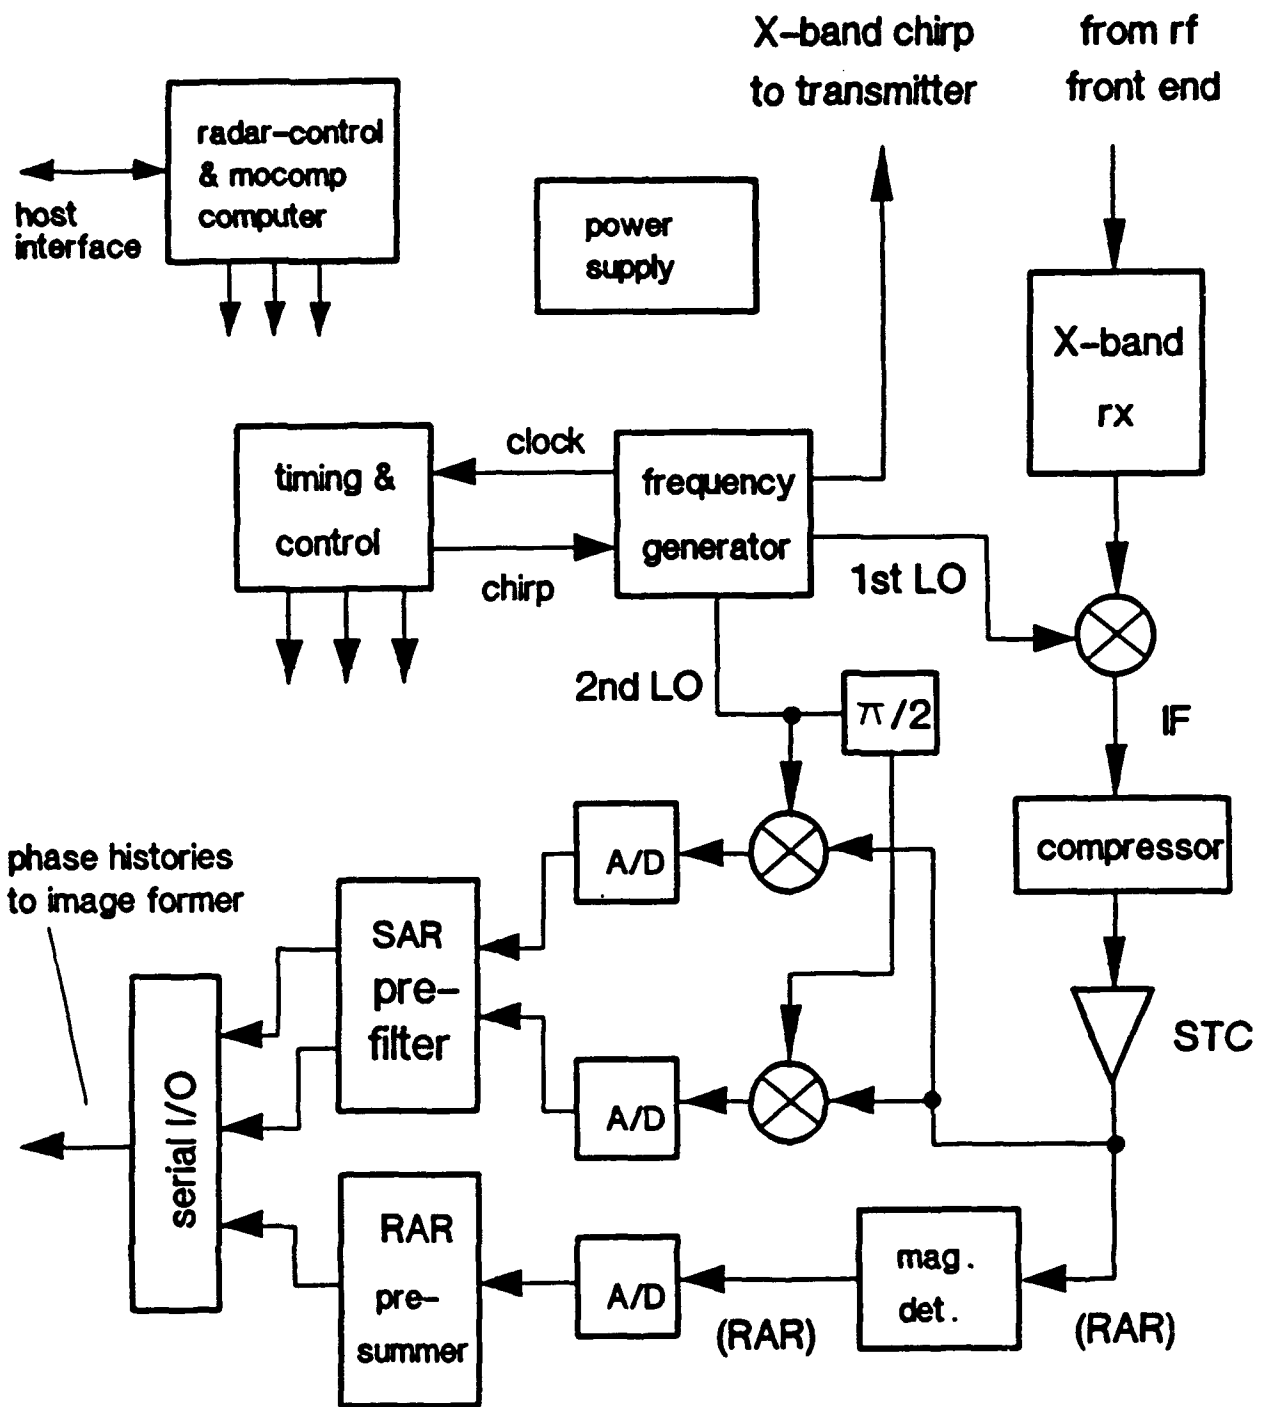 X-band chirp
to transmitter
from rf
front end
radar-control
& mocomp
computer
host
interface
power
supply
X-band
rx
timing &
control
clock
chirp
frequency
generator
1st LO
2nd LO
π/2
IF
compressor
A/D
phase histories
to image former
SAR
pre-
filter
STC
A/D
serial I/O
RAR
pre-
summer
A/D
(RAR)
mag.
det.
(RAR)